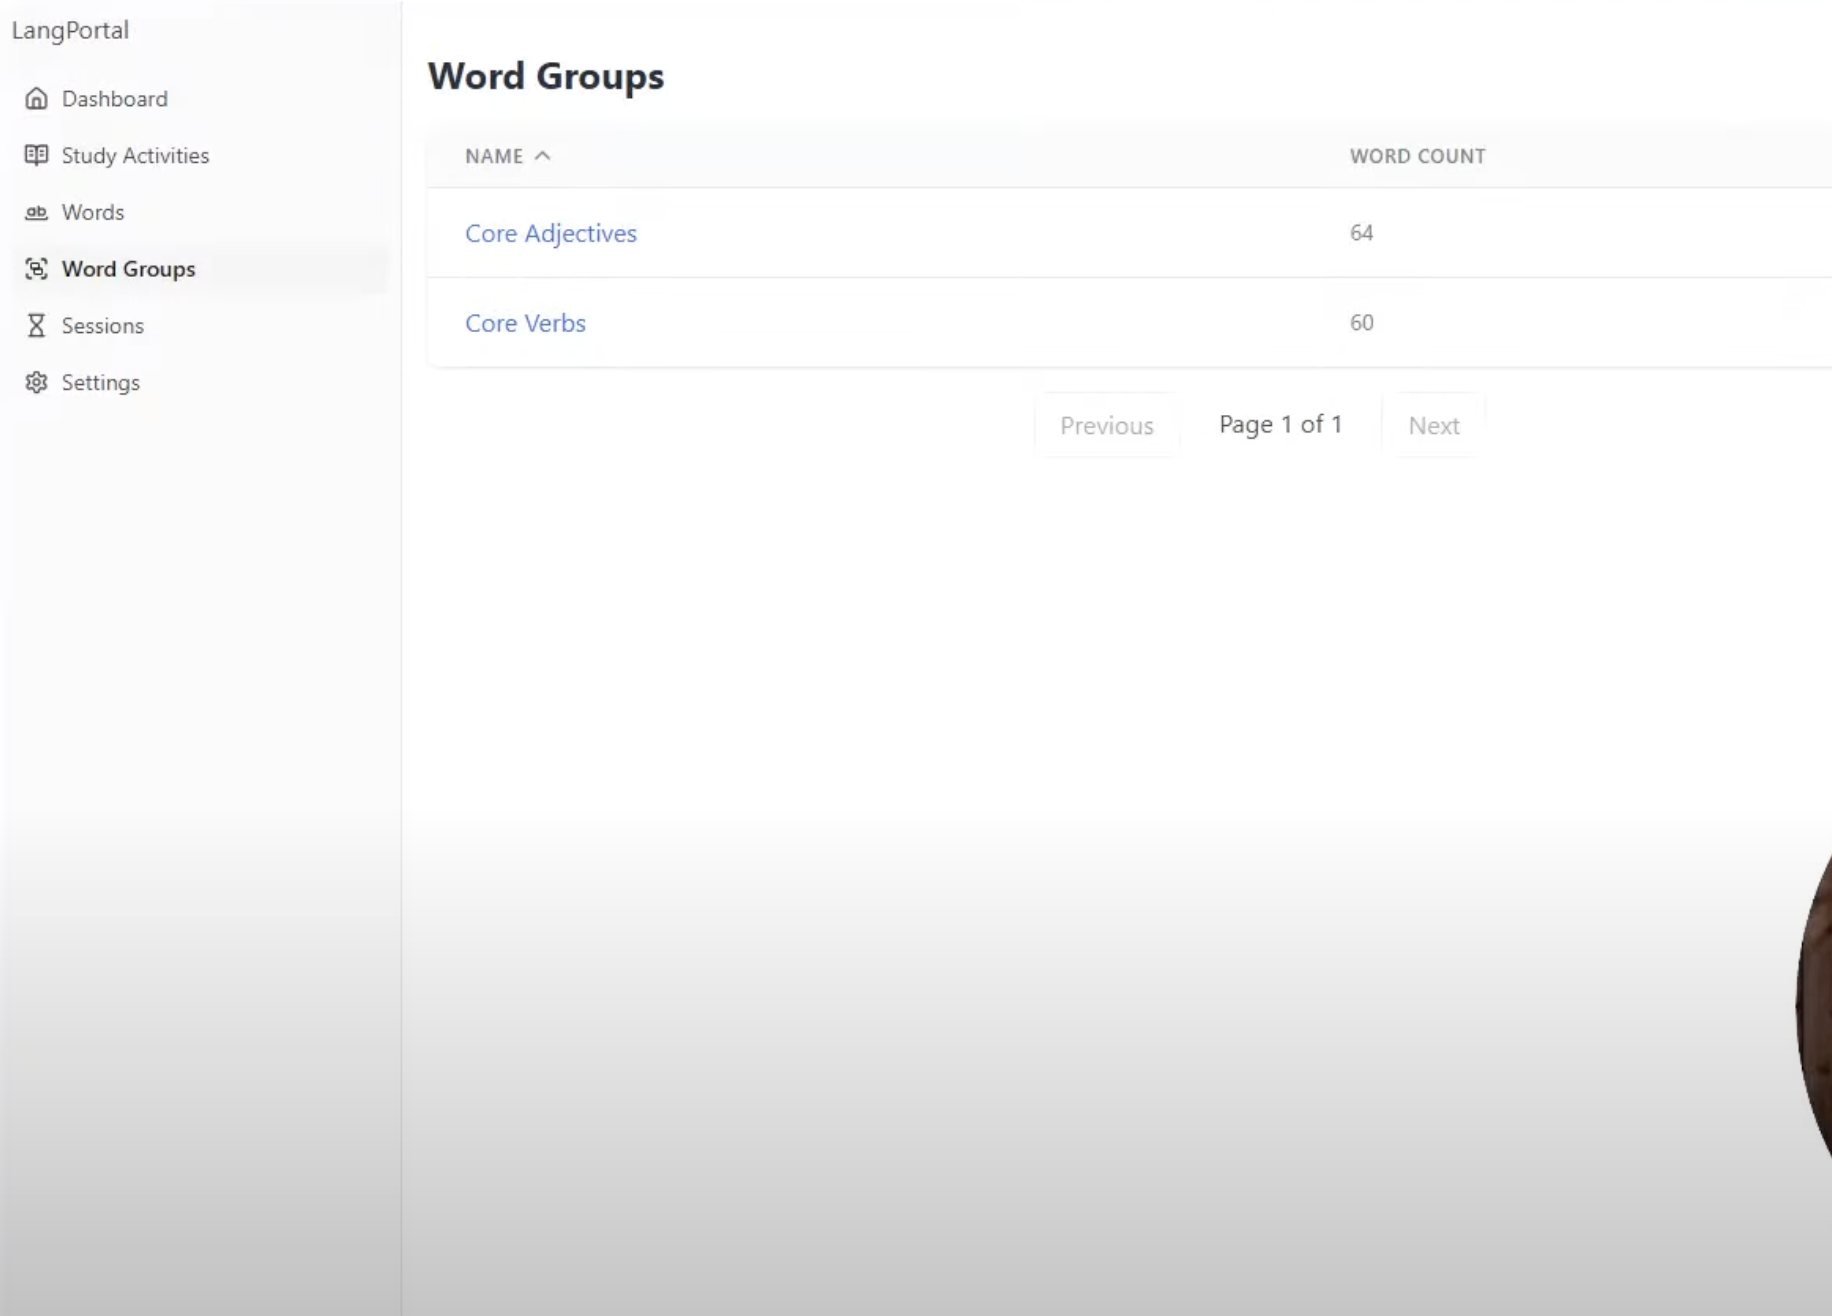 LangPortal
Dashboard
Study Activities
Words
Word Groups
Sessions
Settings
Word Groups
NAME WORD COUNT
Core Adjectives 64
Core Verbs 60
Previous Page 1 of 1 Next